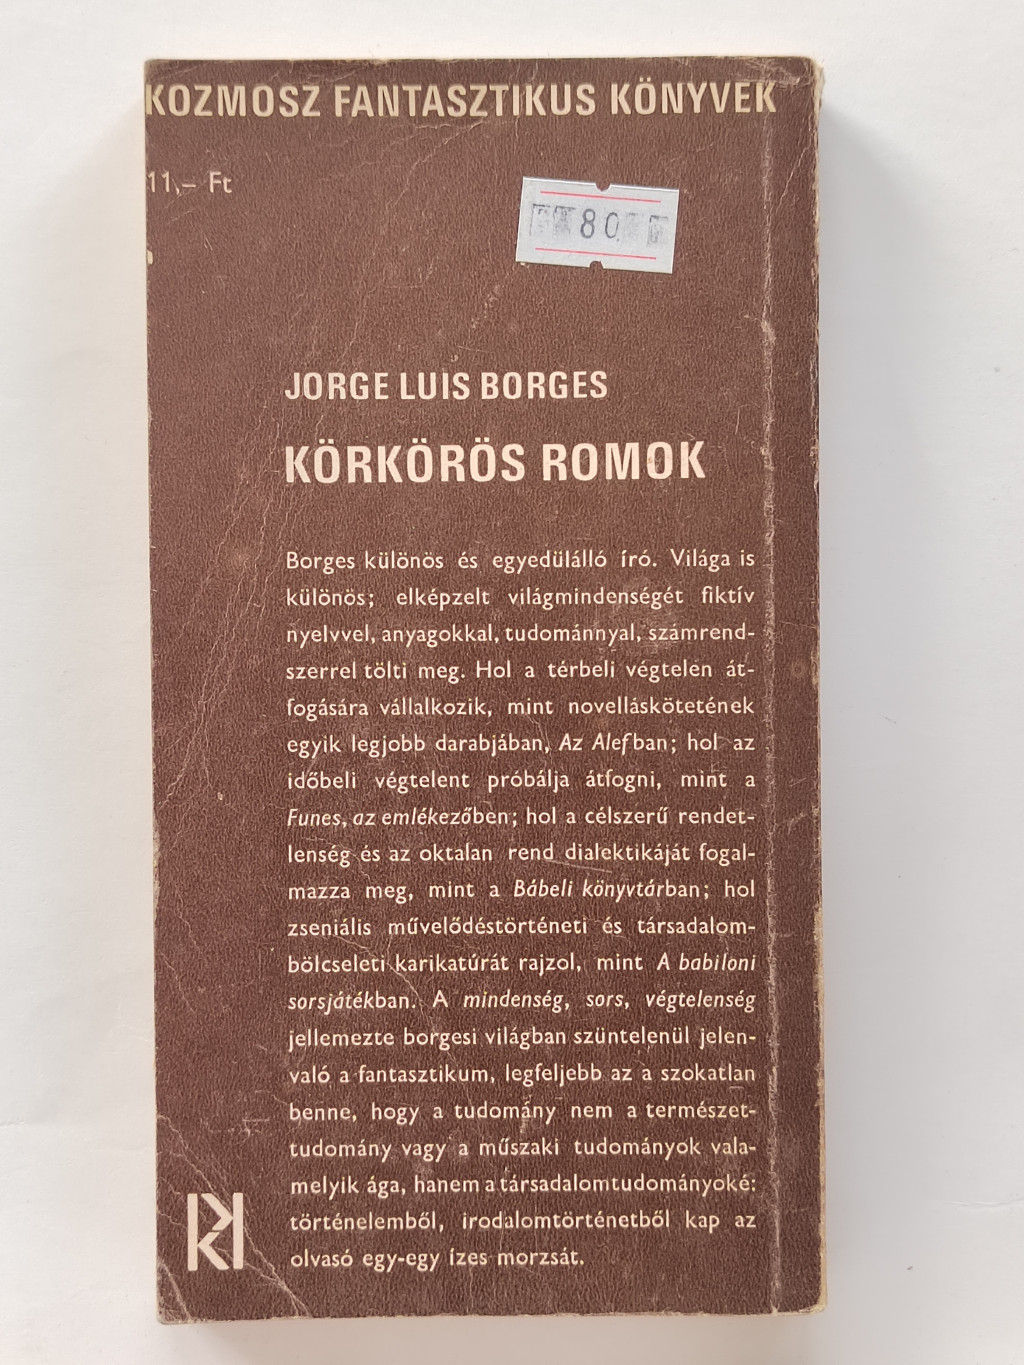 KOZMOSZ FANTASZTIKUS KÖNYVEK
11,– Ft
80
JORGE LUIS BORGES
KÖRKÖRÖS ROMOK
Borges különös és egyedülálló író. Világa is
különös; elképzelt világmindenségét fiktív
nyelvvel, anyagokkal, tudománnyal, számrend-
szerrel tölti meg. Hol a térbeli végtelen át-
fogására vállalkozik, mint novelláskötetének
egyik legjobb darabjában, Az Alefban; hol az
időbeli végtelent próbálja átfogni, mint a
Funes, az emlékezőben; hol a célszerű rendet-
lenség és az oktalan rend dialektikáját fogal-
mazza meg, mint a Bábeli könyvtárban; hol
zseniális művelődéstörténeti és társadalom-
bölcseleti karikatúrát rajzol, mint A babiloni
sorsjátékban. A mindenség, sors, végtelenség
jellemezte borgesi világban szüntelenül jelen-
való a fantasztikum, legfeljebb az a szokatlan
benne, hogy a tudomány nem a természet-
tudomány vagy a műszaki tudományok vala-
melyik ága, hanem a társadalomtudományoké:
történelemből, irodalomtörténetből kap az
olvasó egy-egy ízes morzsát.